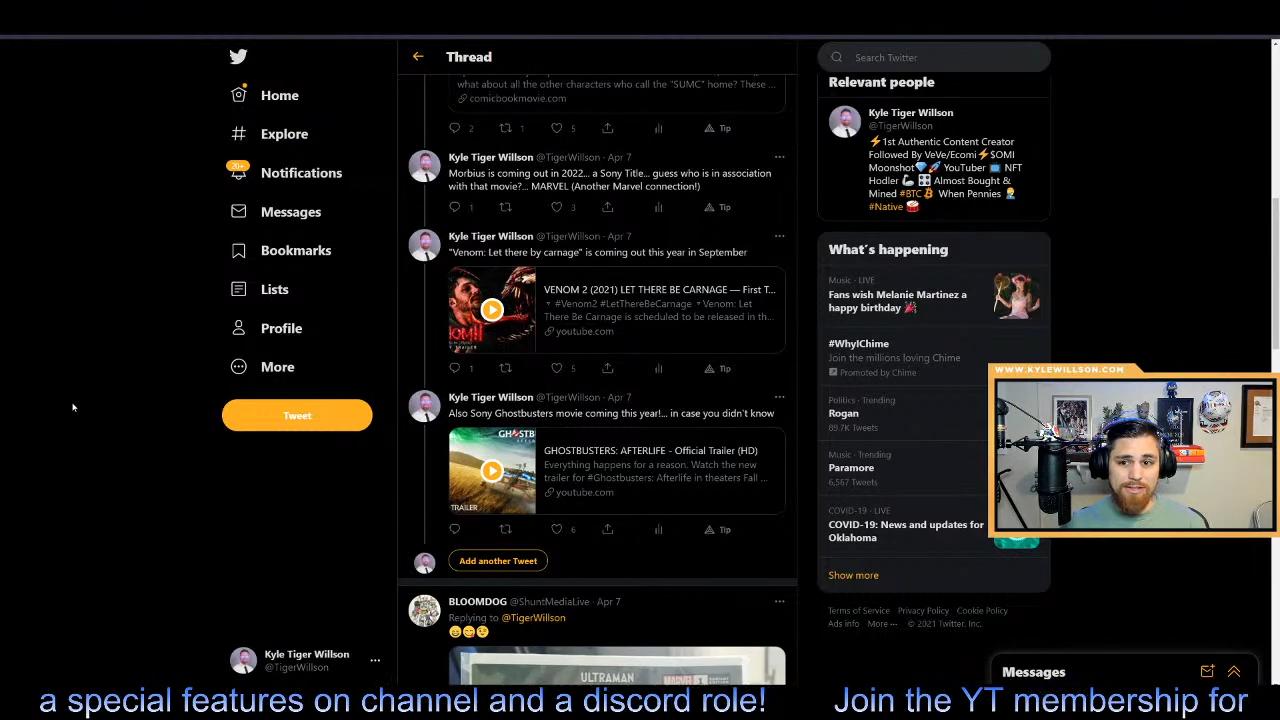 Home
Explore
20+
Notifications
Messages
Bookmarks
Lists
Profile
More
Tweet
Kyle Tiger Willson
@TigerWillson
Thread
what about all the other characters who call the "SUMC" home? These ...
comicbookmovie.com
2 1 5 Tip
Kyle Tiger Willson @TigerWillson · Apr 7
Morbius is coming out in 2022... a Sony Title... guess who is in association
with that movie?... MARVEL (Another Marvel connection!)
1 3 Tip
Kyle Tiger Willson @TigerWillson · Apr 7
"Venom: Let there by carnage" is coming out this year in September
VENOM 2 (2021) LET THERE BE CARNAGE — First T...
#Venom2 #LetThereBeCarnage Venom: Let
There Be Carnage is scheduled to be released in th...
youtube.com
1 5 Tip
Kyle Tiger Willson @TigerWillson · Apr 7
Also Sony Ghostbusters movie coming this year!... in case you didn't know
GHOSTB
TRAILER
GHOSTBUSTERS: AFTERLIFE - Official Trailer (HD)
Everything happens for a reason. Watch the new
trailer for #Ghostbusters: Afterlife in theaters Fall ...
youtube.com
6 Tip
Add another Tweet
BLOOMDOG @ShuntMediaLive · Apr 7
Replying to @TigerWillson
ULTRAMAN
MARVEL
Search Twitter
Relevant people
Kyle Tiger Willson
@TigerWillson
⚡1st Authentic Content Creator
Followed By VeVe/Ecomi⚡$OMI
Moonshot💎🚀 YouTuber 📺 NFT
Hodler 💪 🎛 Almost Bought &
Mined #BTC When Pennies 🤦‍♂️
#Native 🥁
What's happening
Music · LIVE
Fans wish Melanie Martinez a
happy birthday 🎉
#WhyIChime
Join the millions loving Chime
Promoted by Chime
Politics · Trending
Rogan
89.7K Tweets
Music · Trending
Paramore
6,567 Tweets
COVID-19 · LIVE
COVID-19: News and updates for
Oklahoma
Show more
Terms of Service Privacy Policy Cookie Policy
Ads info More ··· © 2021 Twitter, Inc.
WWW.KYLEWILLSON.COM
Messages
a special features on channel and a discord role! Join the YT membership for